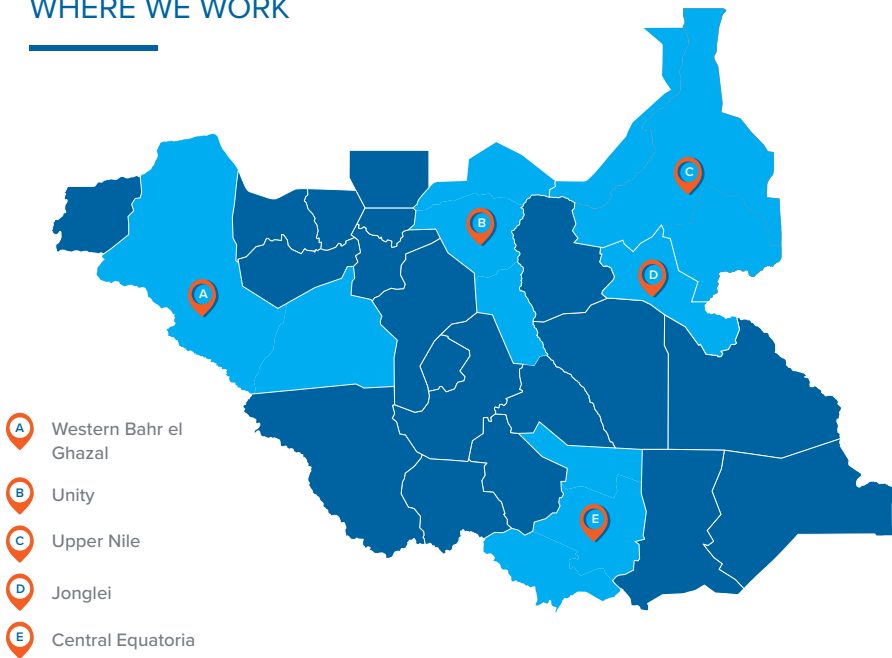 WHERE WE WORK
C
B
D
A
E
A
Western Bahr el
Ghazal
B
Unity
C
Upper Nile
D
Jonglei
E
Central Equatoria